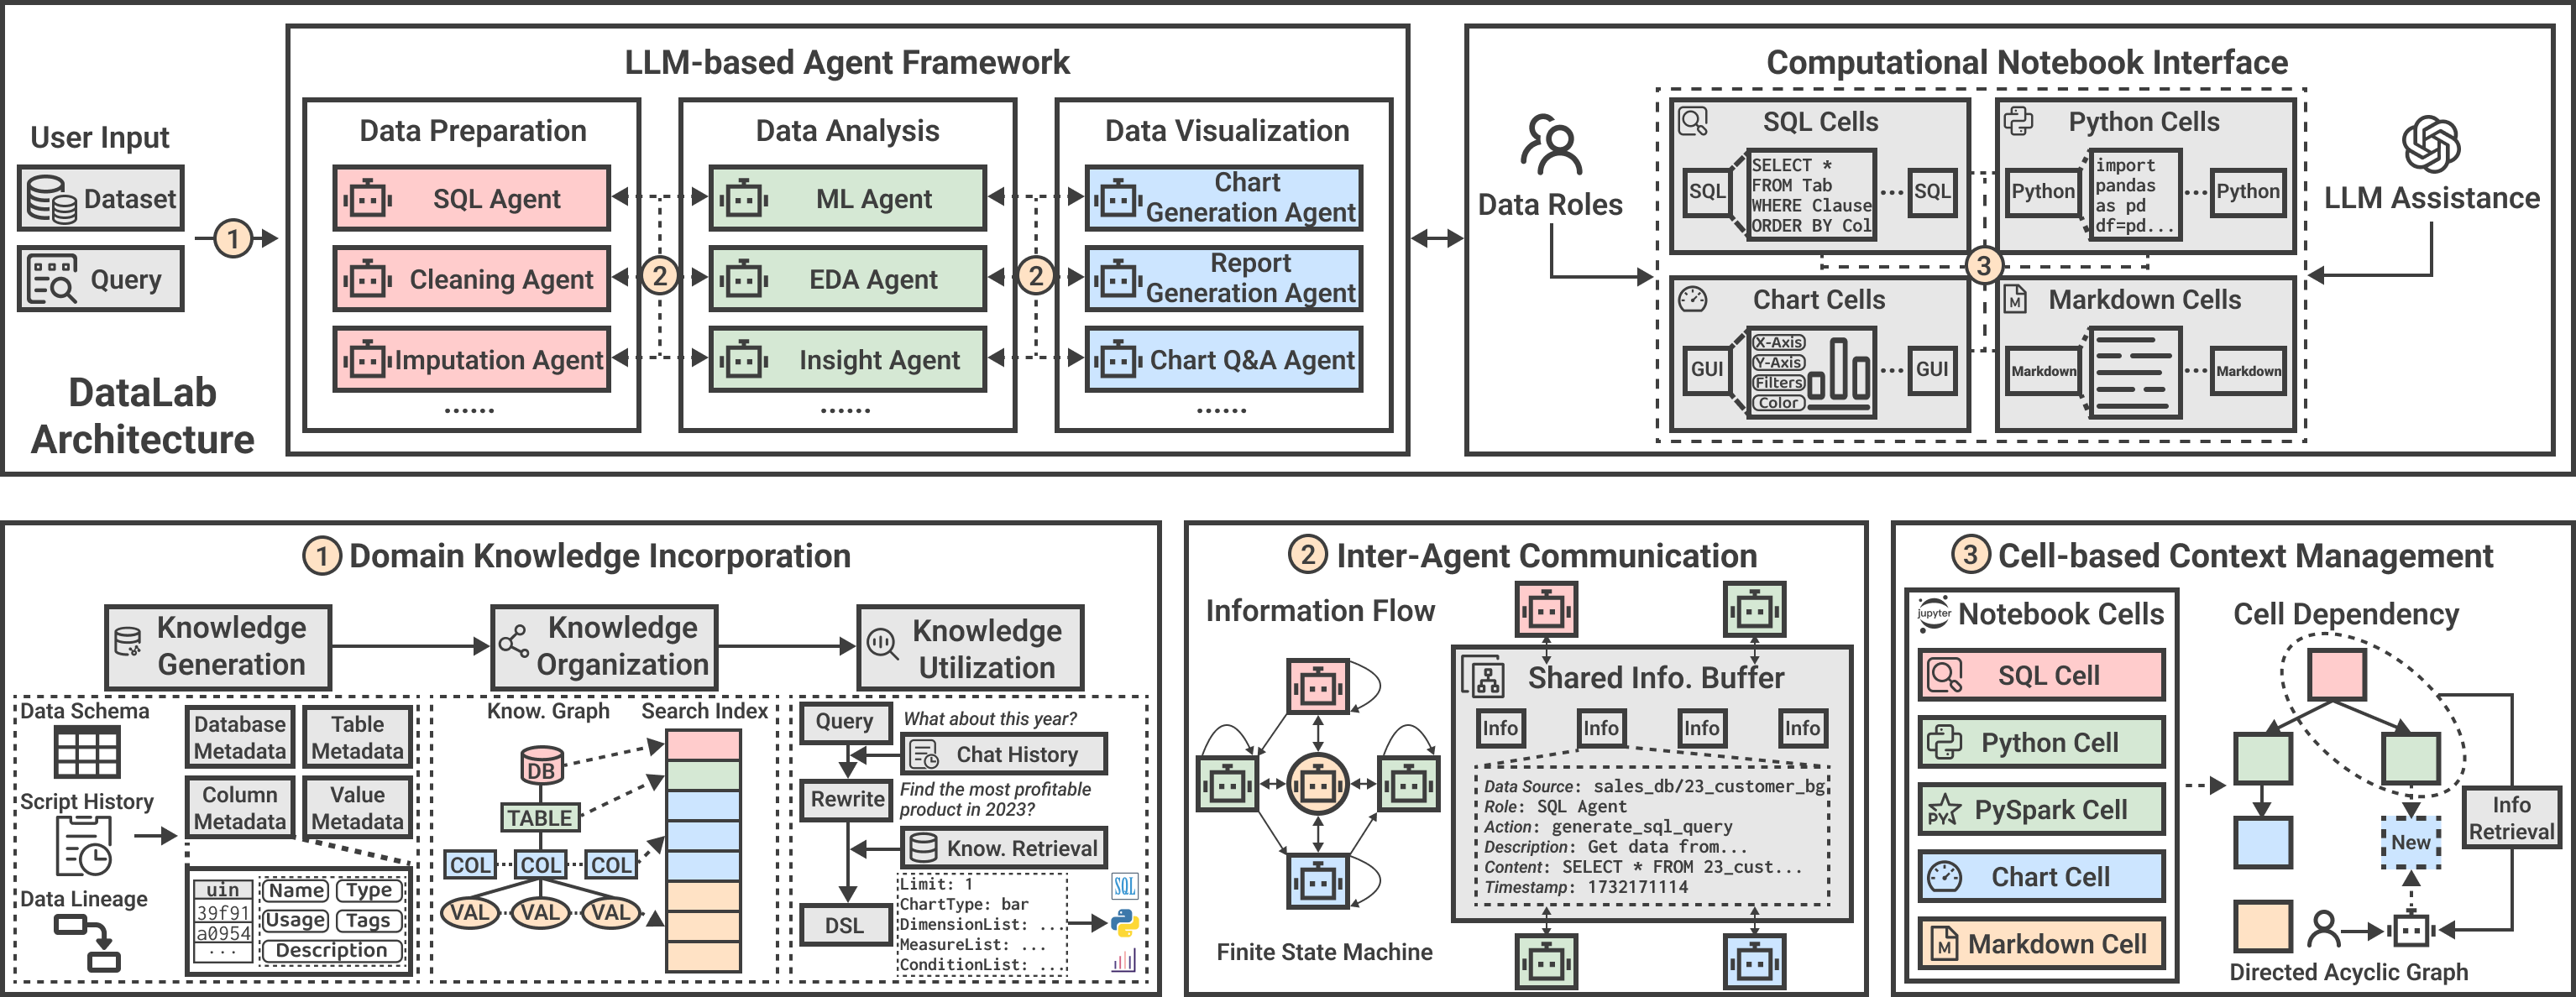 LLM-based Agent Framework
Computational Notebook Interface
User Input
Dataset
Query
DataLab
Architecture
1
Data Preparation
SQL Agent
Cleaning Agent
Imputation Agent
......
2
Data Analysis
ML Agent
EDA Agent
Insight Agent
......
2
Data Visualization
Chart
Generation Agent
Report
Generation Agent
Chart Q&A Agent
......
Data Roles
SQL Cells
SQL
SELECT *
FROM Tab
WHERE Clause
ORDER BY Col
...
SQL
Python Cells
Python
import
pandas
as pd
df=pd...
...
Python
3
Chart Cells
GUI
X-Axis
Y-Axis
Filters
Color
...
GUI
Markdown Cells
M
Markdown
...
Markdown
LLM Assistance
1 Domain Knowledge Incorporation
Knowledge
Generation
Knowledge
Organization
Knowledge
Utilization
Data Schema
Script History
Data Lineage
Database
Metadata
Table
Metadata
Column
Metadata
Value
Metadata
uin
39f91
a0954
...
Name
Type
Usage
Tags
Description
Know. Graph
Search Index
DB
TABLE
COL
COL
COL
VAL
VAL
VAL
Query
What about this year?
Chat History
Rewrite
Find the most profitable
product in 2023?
Know. Retrieval
DSL
Limit: 1
ChartType: bar
DimensionList: ...
MeasureList: ...
ConditionList: ...
SQL
2 Inter-Agent Communication
Information Flow
Finite State Machine
Shared Info. Buffer
Info
Info
Info
Info
Data Source: sales_db/23_customer_bg
Role: SQL Agent
Action: generate_sql_query
Description: Get data from...
Content: SELECT * FROM 23_cust...
Timestamp: 1732171114
3 Cell-based Context Management
jupyter
Notebook Cells
SQL Cell
Python Cell
PY
PySpark Cell
Chart Cell
M
Markdown Cell
Cell Dependency
New
Info
Retrieval
Directed Acyclic Graph